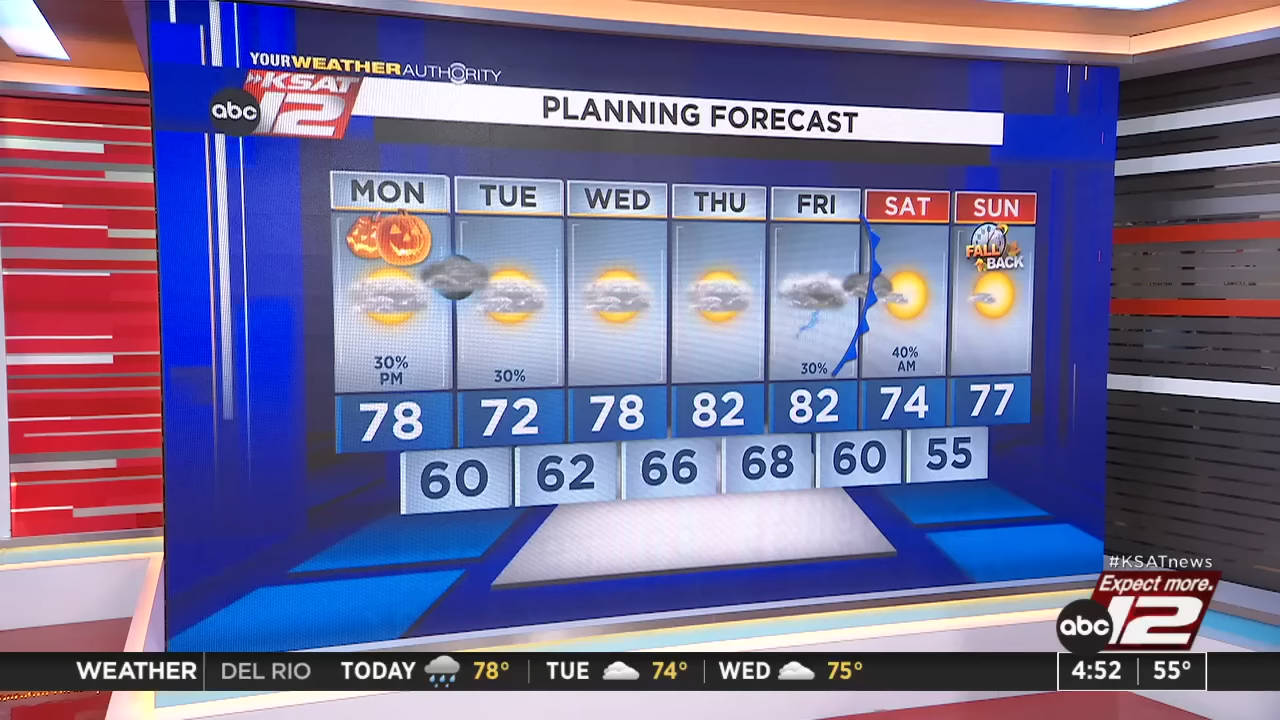 YOUR WEATHER AUTHORITY
KSAT
abc 12
PLANNING FORECAST
MON TUE WED THU FRI SAT SUN
FALL BACK
30% PM
30%
30%
40% AM
78 72 78 82 82 74 77
60 62 66 68 60 55
#KSATnews
Expect more.
abc 12
WEATHER DEL RIO TODAY 78° TUE 74° WED 75° 4:52 55°